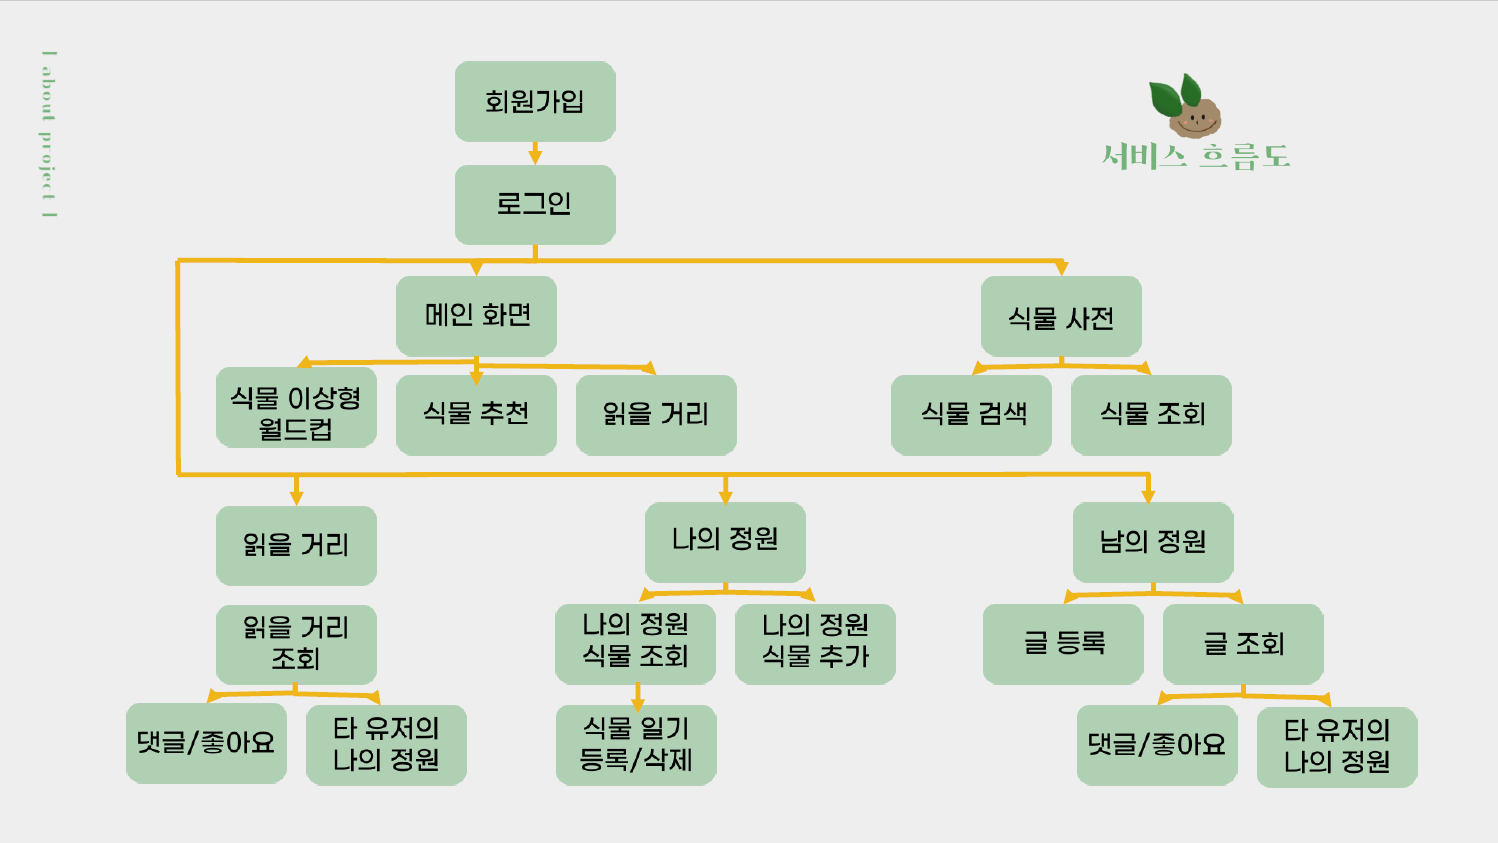 | about project |
회원가입
서비스 흐름도
로그인
메인 화면
식물 사전
식물 이상형
월드컵
식물 추천
읽을 거리
식물 검색
식물 조회
읽을 거리
나의 정원
남의 정원
읽을 거리
조회
나의 정원
식물 조회
나의 정원
식물 추가
글 등록
글 조회
댓글/좋아요
타 유저의
나의 정원
식물 일기
등록/삭제
댓글/좋아요
타 유저의
나의 정원